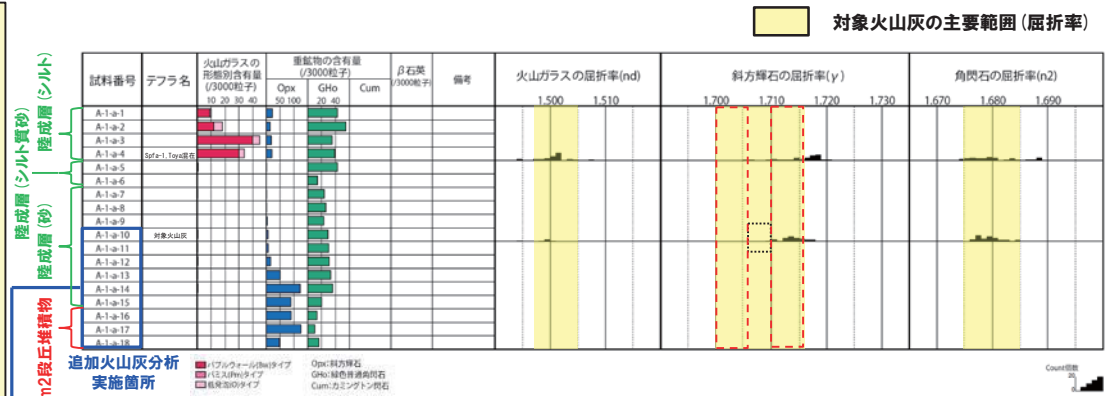 対象火山灰の主要範囲(屈折率)
試料番号
テフラ名
火山ガラスの
形態別含有量
(/3000粒子)
10 20 30 40
重鉱物の含有量
(/3000粒子)
Opx
50 100
GHo
20 40
Cum
β石英
(/3000粒子)
備考
火山ガラスの屈折率(nd)
1.500 1.510
斜方輝石の屈折率(γ)
1.700 1.710 1.720 1.730
角閃石の屈折率(n2)
1.670 1.680 1.690
A-1-a-1
A-1-a-2
A-1-a-3
A-1-a-4 Spfa-1, Toya混在
A-1-a-5
A-1-a-6
A-1-a-7
A-1-a-8
A-1-a-9
A-1-a-10 対象火山灰
A-1-a-11
A-1-a-12
A-1-a-13
A-1-a-14
A-1-a-15
A-1-a-16
A-1-a-17
A-1-a-18
陸成層(シルト)
陸成層(シルト質砂)
陸成層(砂)
m2段丘堆積物
追加火山灰分析
実施箇所
バブルウォール(Bw)タイプ
パミス(Pm)タイプ
低発泡(O)タイプ
Opx:斜方輝石
GHo:緑色普通角閃石
Cum:カミングトン閃石
Count回数
20